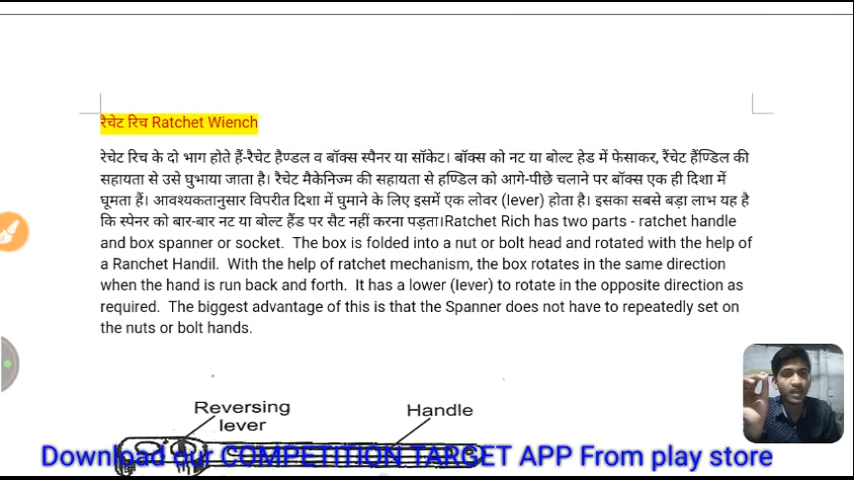 रैचेट रिच Ratchet Wiench
रेचेट रिच के दो भाग होते हैं-रैचेट हैण्डल व बॉक्स स्पैनर या सॉकेट। बॉक्स को नट या बोल्ट हेड में फेसाकर, रैंचेट हैंण्डिल की
सहायता से उसे घुभाया जाता है। रैचेट मैकेनिज्म की सहायता से हण्डिल को आगे-पीछे चलाने पर बॉक्स एक ही दिशा में
घूमता हैं। आवश्यकतानुसार विपरीत दिशा में घुमाने के लिए इसमें एक लोवर (lever) होता है। इसका सबसे बड़ा लाभ यह है
कि स्पेनर को बार-बार नट या बोल्ट हैंड पर सैट नहीं करना पड़ता।Ratchet Rich has two parts - ratchet handle
and box spanner or socket. The box is folded into a nut or bolt head and rotated with the help of
a Ranchet Handil. With the help of ratchet mechanism, the box rotates in the same direction
when the hand is run back and forth. It has a lower (lever) to rotate in the opposite direction as
required. The biggest advantage of this is that the Spanner does not have to repeatedly set on
the nuts or bolt hands.
Reversing
lever
Handle
Download our COMPETITION TARGET APP From play store